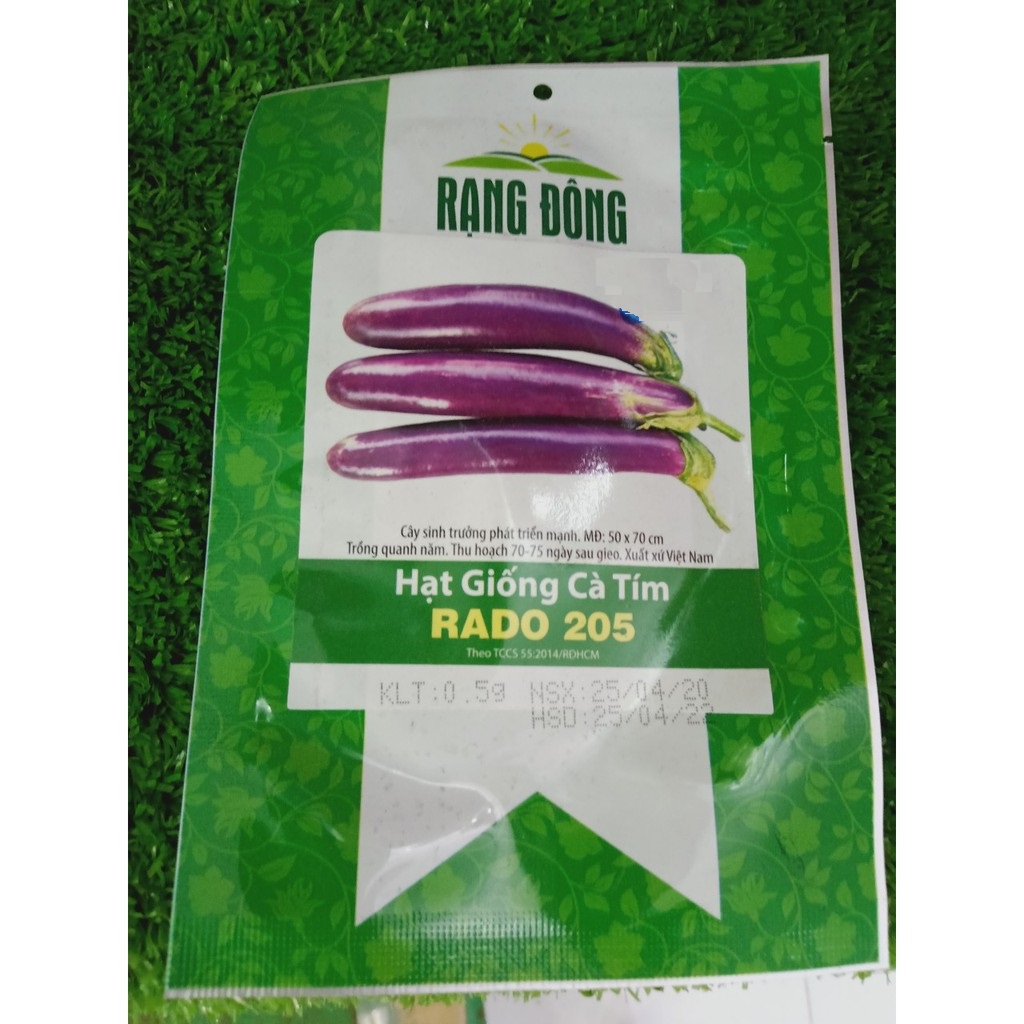 RẠNG ĐÔNG
Cây sinh trưởng phát triển mạnh. MĐ: 50 x 70 cm
Trồng quanh năm. Thu hoạch 70-75 ngày sau gieo. Xuất xứ Việt Nam
Hạt Giống Cà Tím
RADO 205
Theo TCCS 55:2014/RĐHCM
KLT:0.5g NSX:25/04/20
HSD:25/04/22